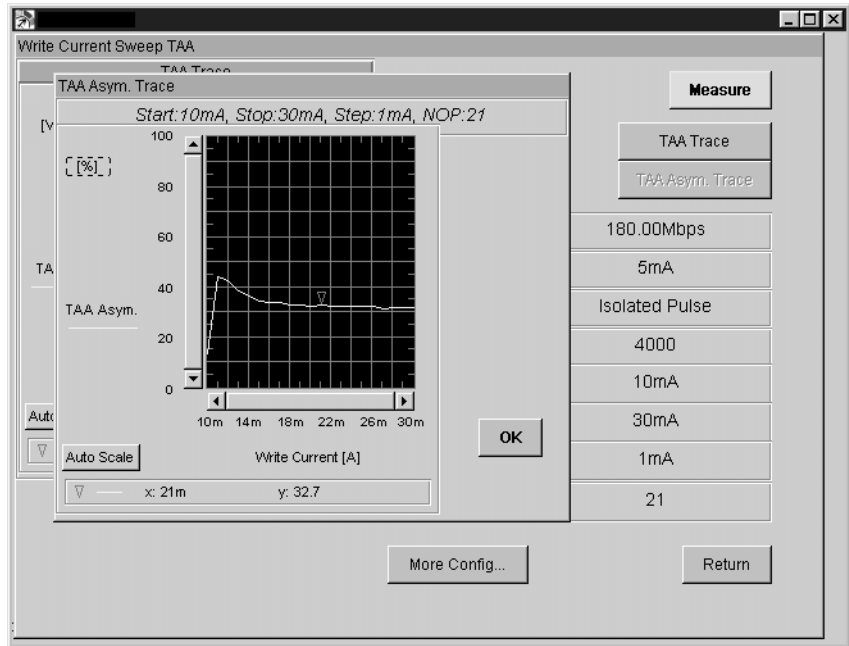 Write Current Sweep TAA
TAA Trace
TAA Asym. Trace
Start:10mA, Stop:30mA, Step:1mA, NOP:21
[%]
100
80
60
40
20
0
TAA Asym.
10m 14m 18m 22m 26m 30m
Auto Scale
Write Current [A]
x: 21m
y: 32.7
OK
[V
TA
Auto
Measure
TAA Trace
TAA Asym. Trace
180.00Mbps
5mA
Isolated Pulse
4000
10mA
30mA
1mA
21
More Config...
Return